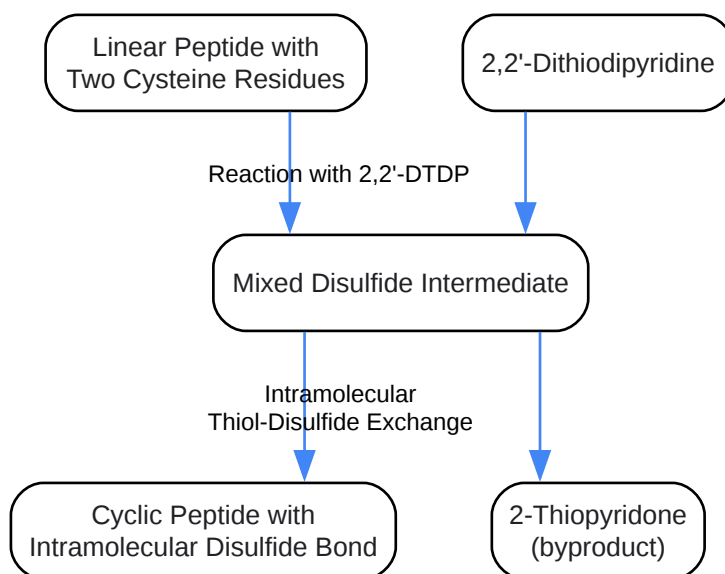 Linear Peptide with
Two Cysteine Residues
2,2'-Dithiodipyridine
Reaction with 2,2'-DTDP
Mixed Disulfide Intermediate
Intramolecular
Thiol-Disulfide Exchange
Cyclic Peptide with
Intramolecular Disulfide Bond
2-Thiopyridone
(byproduct)